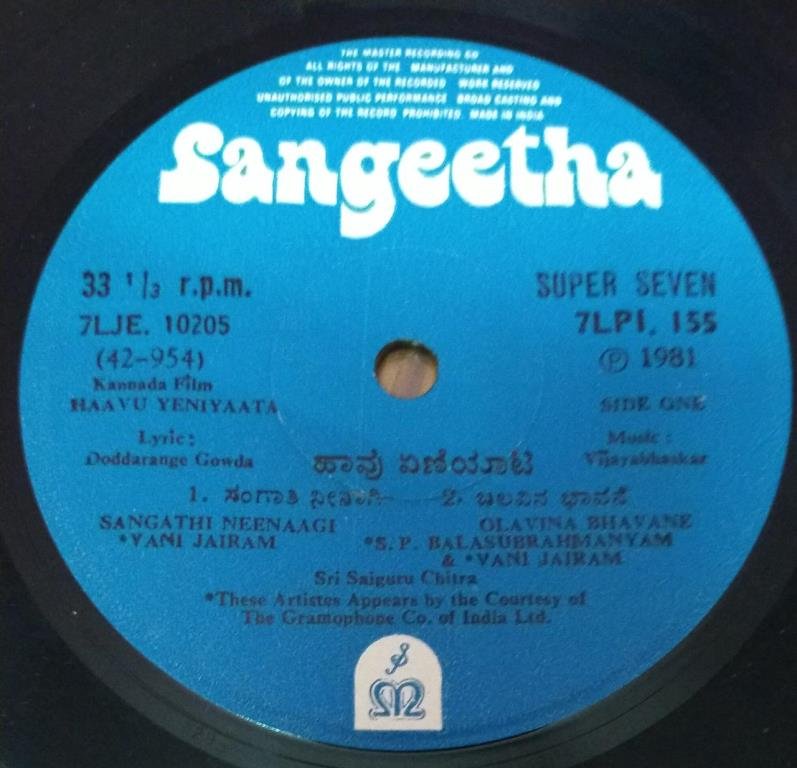 THE MASTER RECORDING CO
ALL RIGHTS OF THE MANUFACTURER AND
OF THE OWNER OF THE RECORDED WORK RESERVED
UNAUTHORISED PUBLIC PERFORMANCE BROAD CASTING AND
COPYING OF THE RECORD PROHIBITED. MADE IN INDIA
Sangeetha
33 1/3 r.p.m. SUPER SEVEN
7LJE. 10205 7LPI. 155
(42-954) Ⓟ 1981
Kannada Film
HAAVU YENIYAATA SIDE ONE
Lyric: Music:
Doddarange Gowda ಹಾವು ಏಣಿಯಾಟ Vijayabhaskar
1. ಸಂಗಾತಿ ನೀನಾಗಿ 2. ಒಲವಿನ ಭಾವನೆ
SANGATHI NEENAAGI OLAVINA BHAVANE
*VANI JAIRAM *S. P. BALASUBRAHMANYAM
& *VANI JAIRAM
Sri Saiguru Chitra
*These Artistes Appears by the Courtesy of
The Gramophone Co. of India Ltd.